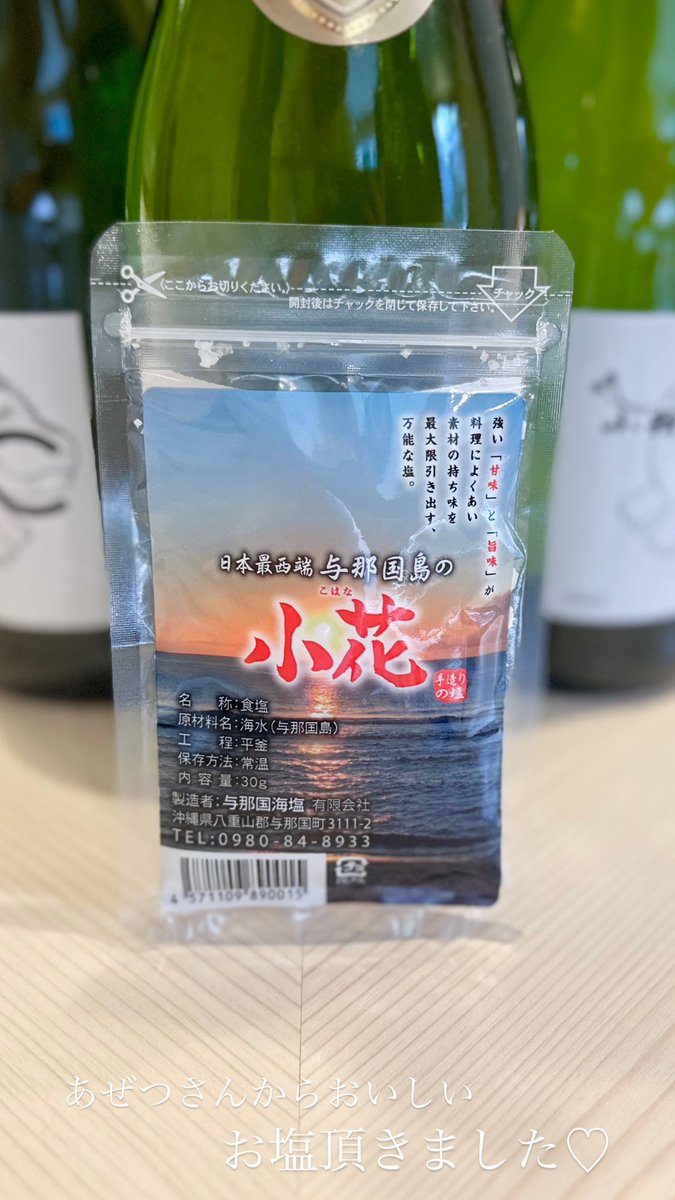 (ここからお切りください。)
開封後はチャックを閉じて保存して下さい。
チャック
強い「甘味」と「旨味」が
料理によくあい
素材の持ち味を
最大限引き出す、
万能な塩。
日本最西端 与那国島の
こはな
小花
手造り
の塩
名　　称:食塩
原材料名:海水(与那国島)
工　　程:平釜
保存方法:常温
内 容 量:30g
製造者:与那国海塩 有限会社
沖縄県八重山郡与那国町3111-2
TEL:0980-84-8933
4 571109 890015
あぜつさんからおいしい
お塩頂きました♡